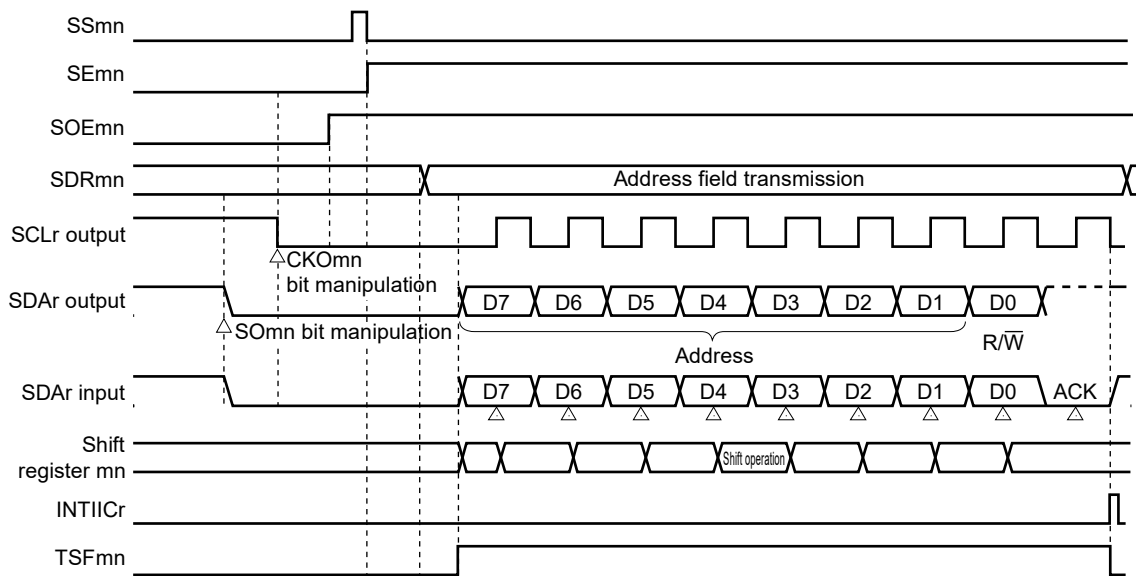 SSmn
SEmn
SOEmn
SDRmn
Address field transmission
SCLr output
CKOmn
bit manipulation
SDAr output
D7 D6 D5 D4 D3 D2 D1 D0
SOmn bit manipulation
Address
R/W̅
SDAr input
D7 D6 D5 D4 D3 D2 D1 D0 ACK
Shift
register mn
Shift operation
INTIICr
TSFmn